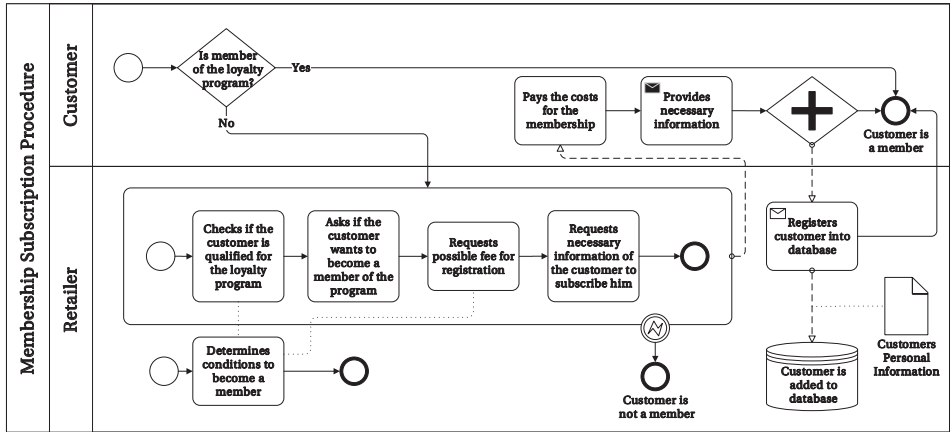 Membership Subscription Procedure
Customer
Is member
of the loyalty
program?
Yes
No
Pays the costs
for the
membership
Provides
necessary
information
Customer is
a member
Retailer
Checks if the
customer is
qualified for
the loyalty
program
Asks if the
customer
wants to
become a
member of the
program
Requests
possible fee for
registration
Requests
necessary
information of
the customer to
subscribe him
Registers
customer into
database
Determines
conditions to
become a
member
Customer is
not a member
Customer is
added to
database
Customers
Personal
Information